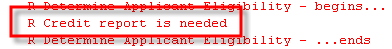 R Determine Applicant Eligibility - begins...
R Credit report is needed
R Determine Applicant Eligibility - ...ends